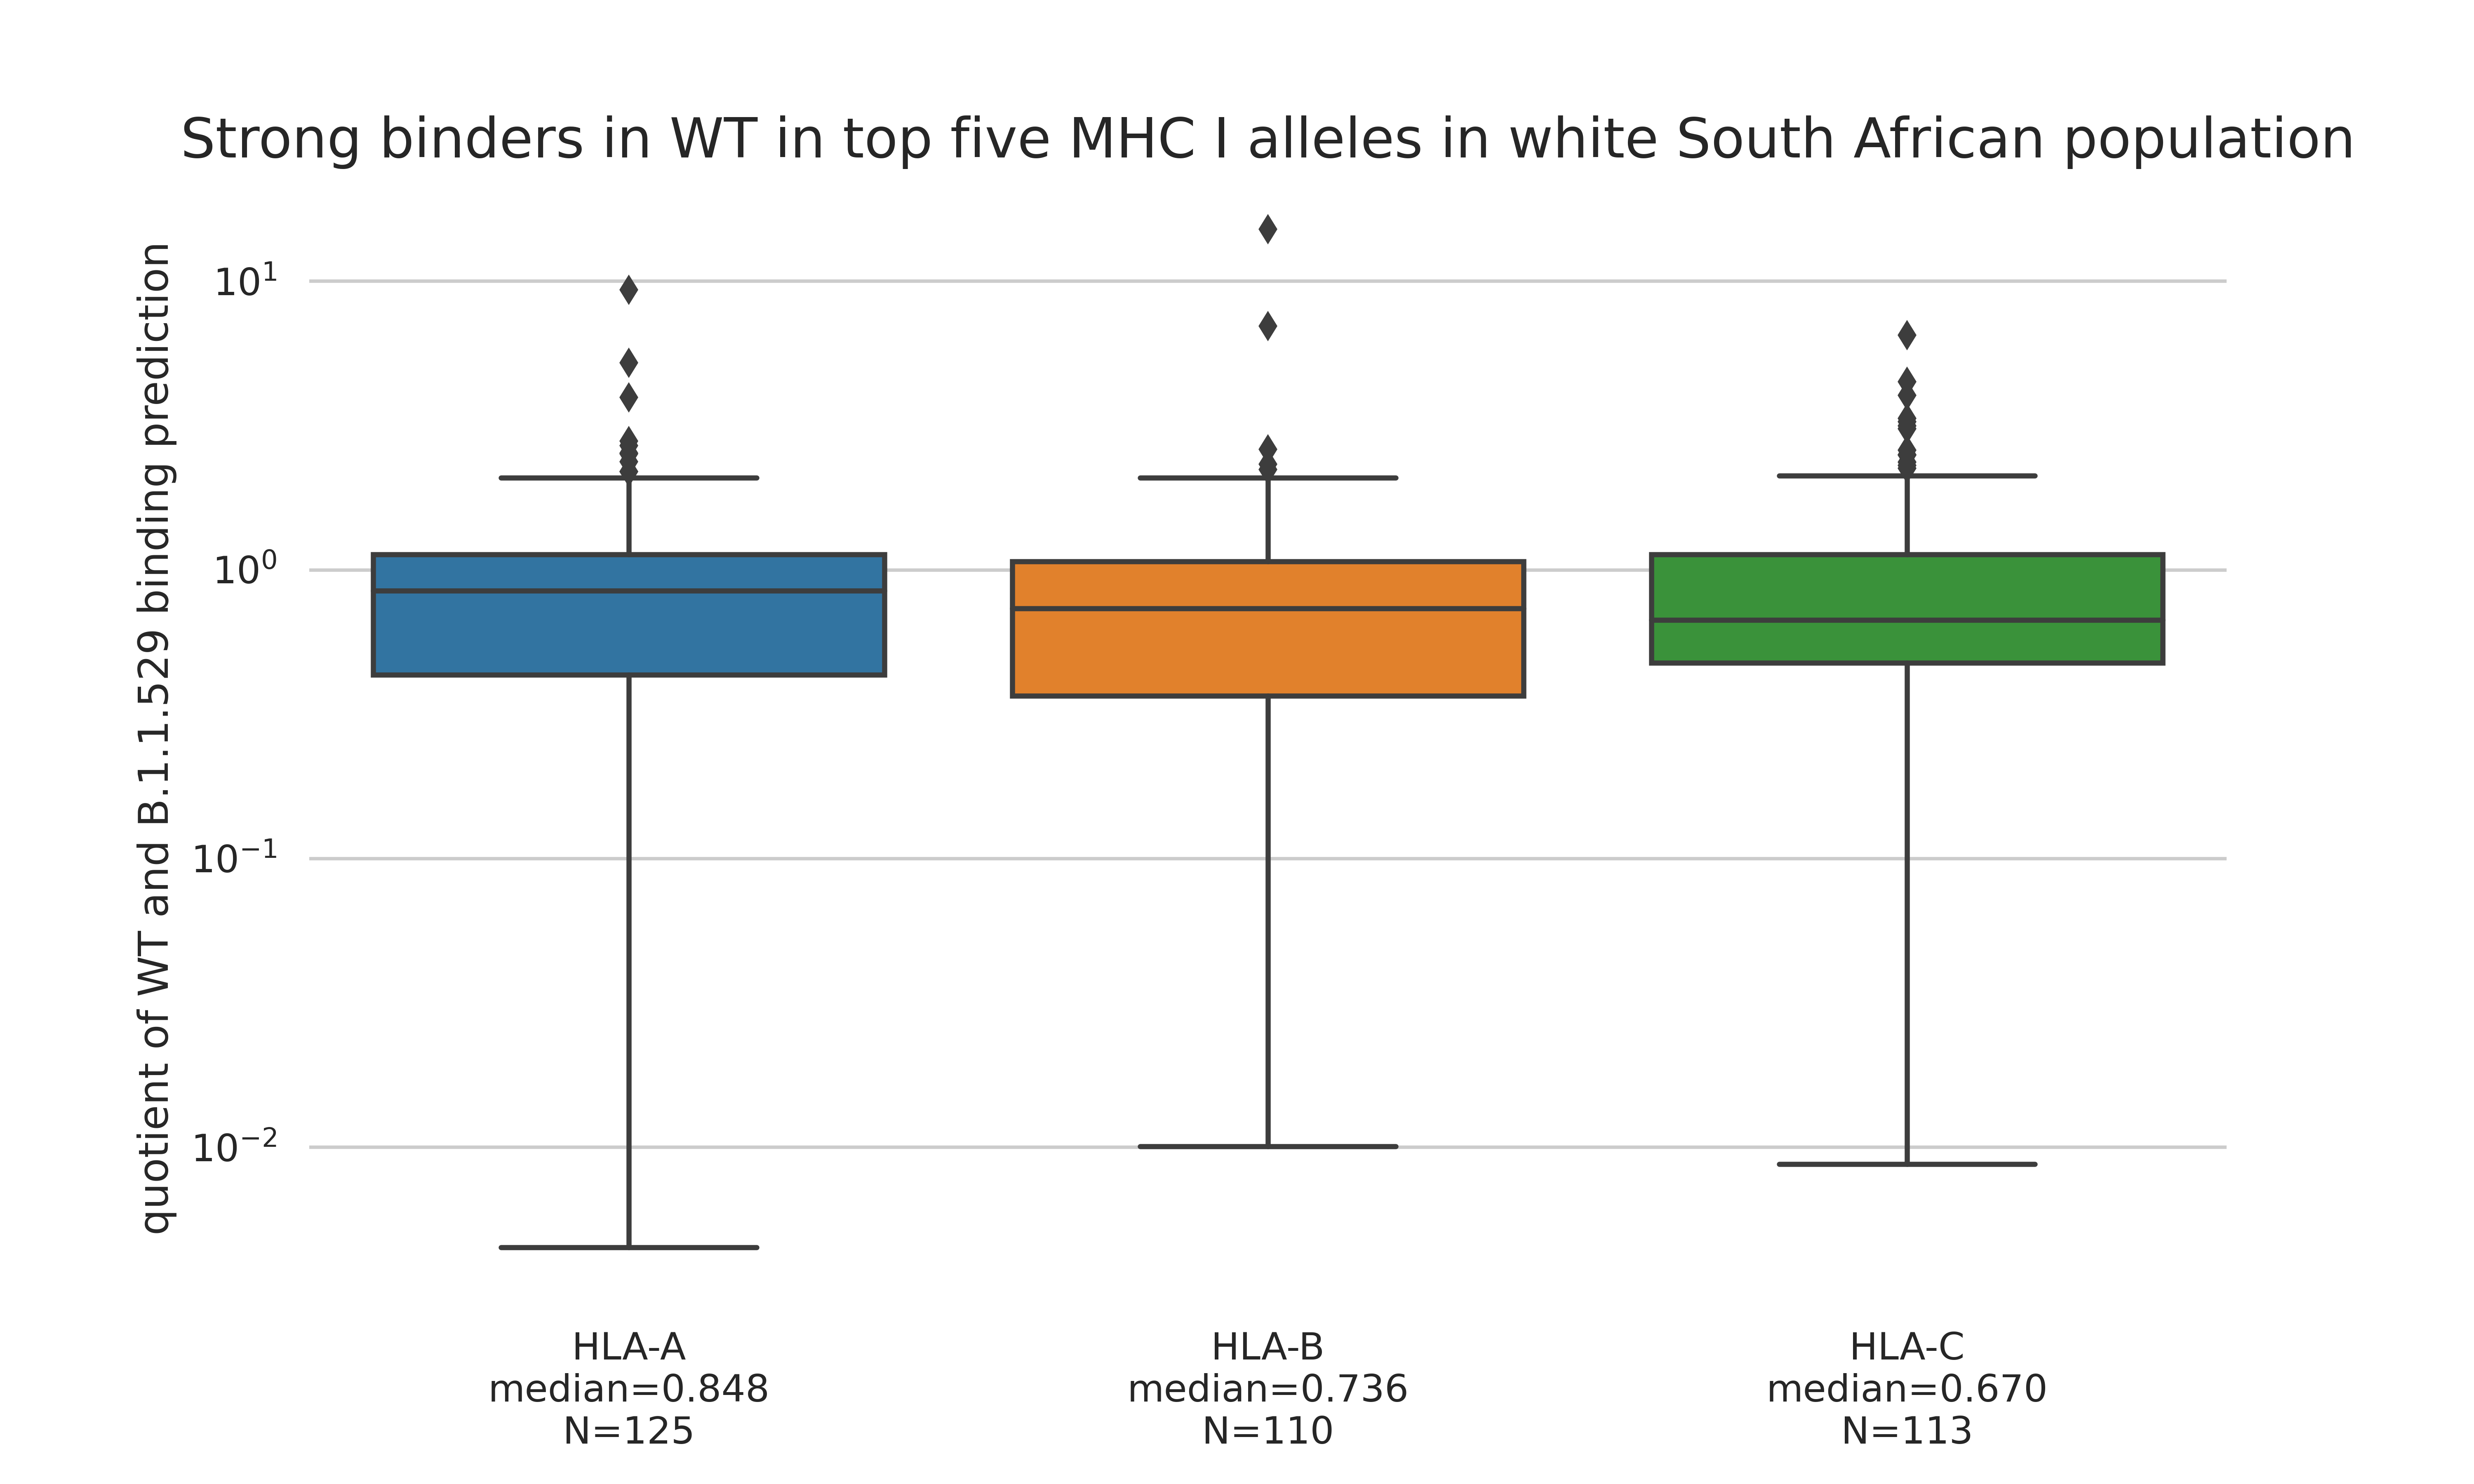 Strong binders in WT in top five MHC I alleles in white South African population
quotient of WT and B.1.1.529 binding prediction
10¹
10⁰
10⁻¹
10⁻²
HLA-A
median=0.848
N=125
HLA-B
median=0.736
N=110
HLA-C
median=0.670
N=113